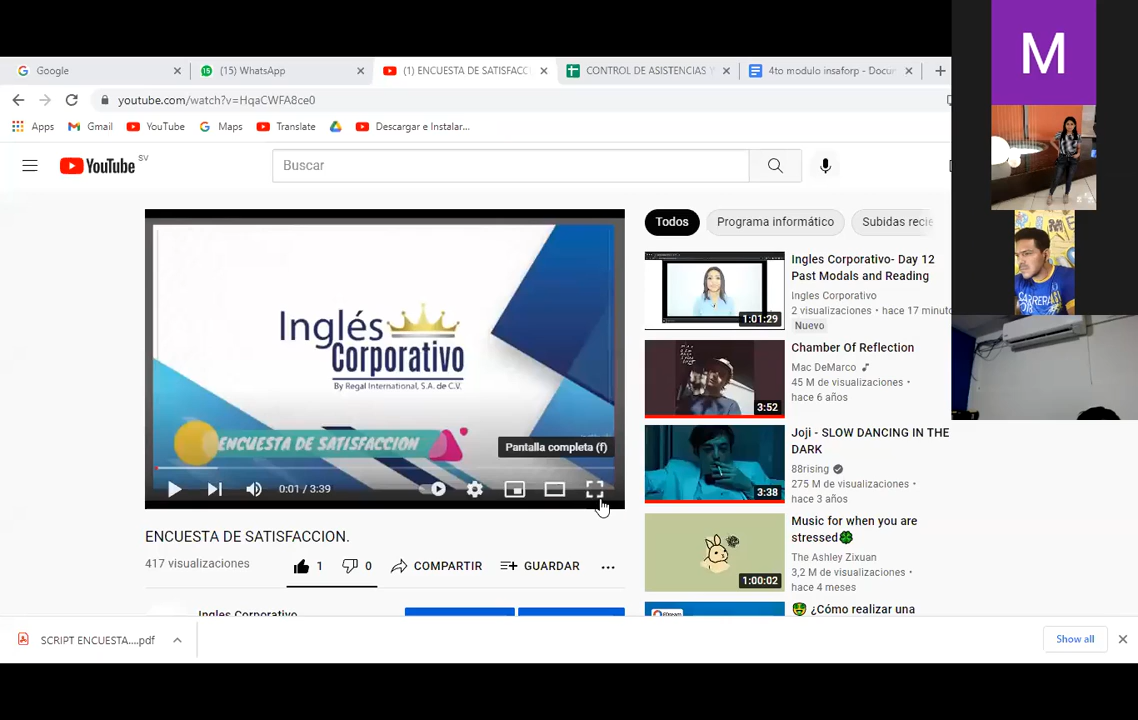 M
Google
(15) WhatsApp
(1) ENCUESTA DE SATISFACC
CONTROL DE ASISTENCIAS Y
4to modulo insaforp - Docu
youtube.com/watch?v=HqaCWFA8ce0
Apps
Gmail
YouTube
Maps
Translate
Descargar e Instalar...
YouTube
SV
Buscar
Todos
Programa informático
Subidas recie
Inglés
Corporativo
By Regal International, S.A. de C.V.
ENCUESTA DE SATISFACCION
Pantalla completa (f)
0:01 / 3:39
ENCUESTA DE SATISFACCION.
417 visualizaciones
1
0
COMPARTIR
GUARDAR
Ingles Corporativo
Ingles Corporativo- Day 12
Past Modals and Reading
Ingles Corporativo
2 visualizaciones • hace 17 minuto
Nuevo
1:01:29
Chamber Of Reflection
Mac DeMarco
45 M de visualizaciones •
hace 6 años
3:52
Joji - SLOW DANCING IN THE
DARK
88rising
275 M de visualizaciones •
hace 3 años
3:38
Music for when you are
stressed🍀
The Ashley Zixuan
3,2 M de visualizaciones •
hace 4 meses
1:00:02
🤑 ¿Cómo realizar una
SCRIPT ENCUESTA....pdf
Show all